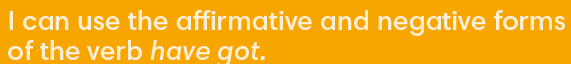 I can use the affirmative and negative forms
of the verb have got.